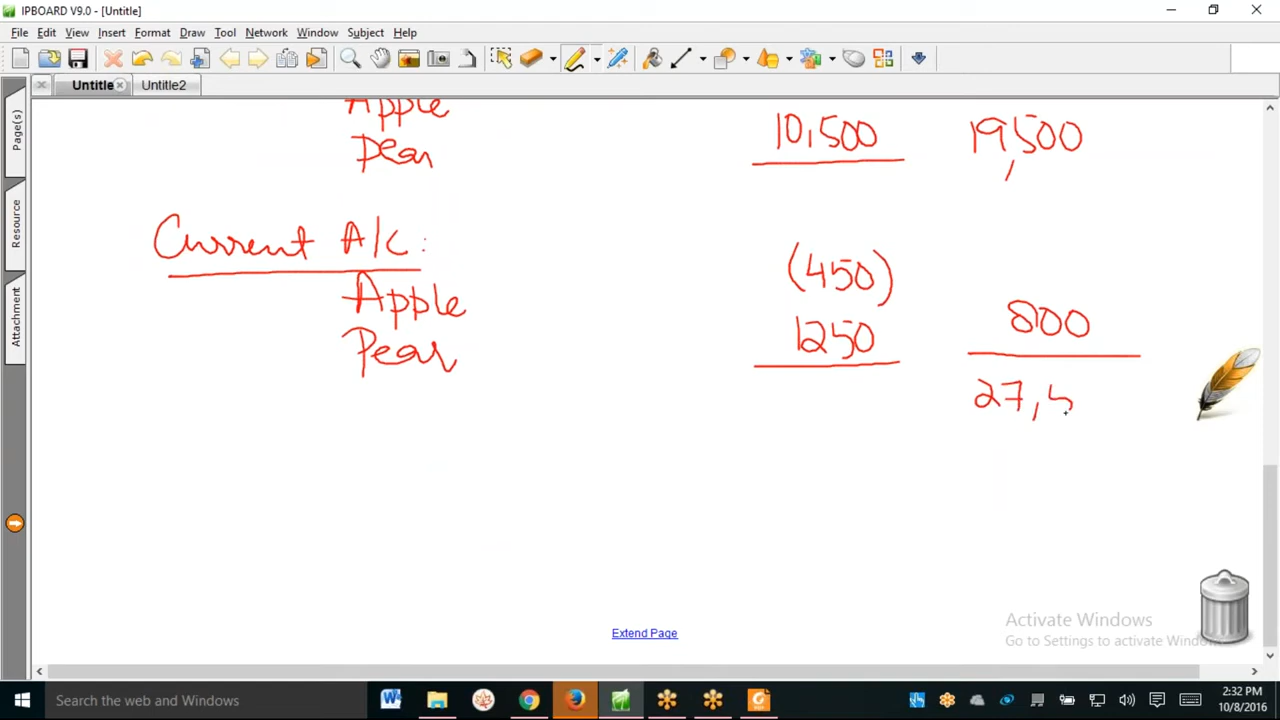 IPBOARD V9.0 - [Untitle]
File Edit View Insert Format Draw Tool Network Window Subject Help
Untitle Untitle2
Page(s)
Resource
Attachment
Apple
Pear 10,500 19,500
Current A/C:
Apple (450)
Pear 1250 800
27,5
Extend Page
Activate Windows
Go to Settings to activate Windows
Search the web and Windows
2:32 PM
10/8/2016